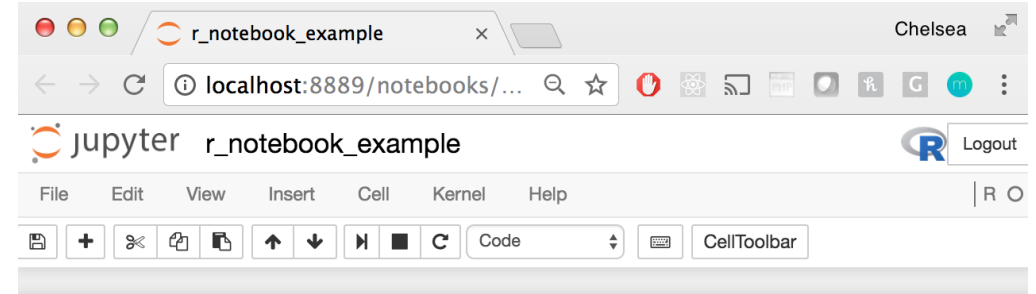 r_notebook_example
Chelsea
localhost:8889/notebooks/...
jupyter r_notebook_example
R
Logout
File Edit View Insert Cell Kernel Help
R
Code
CellToolbar